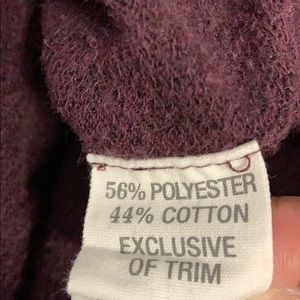 56% POLYESTER
44% COTTON
EXCLUSIVE
OF TRIM